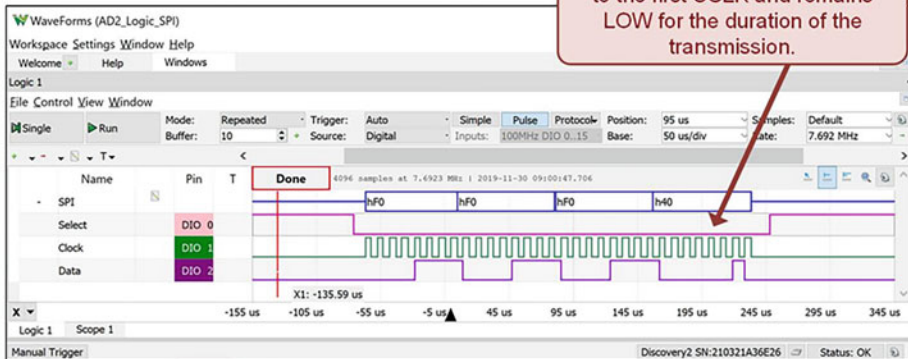 to the first SCLK and remains
LOW for the duration of the
transmission.
WaveForms (AD2_Logic_SPI)
Workspace Settings Window Help
Welcome Help Windows
Logic 1
File Control View Window
Single Run Mode: Repeated Trigger: Auto Simple Pulse Protocol Position: 95 us Samples: Default
Buffer: 10 Source: Digital Inputs: 100MHz DIO 0..15 Base: 50 us/div Rate: 7.692 MHz
T
Name Pin T Done 4096 samples at 7.6923 MHz | 2019-11-30 09:00:47.706
- SPI hF0 hF0 hF0 h40
Select DIO 0
Clock DIO 1
Data DIO 2
X1: -135.59 us
X -155 us -105 us -55 us -5 us 45 us 95 us 145 us 195 us 245 us 295 us 345 us
Logic 1 Scope 1
Manual Trigger Discovery2 SN:210321A36E26 Status: OK